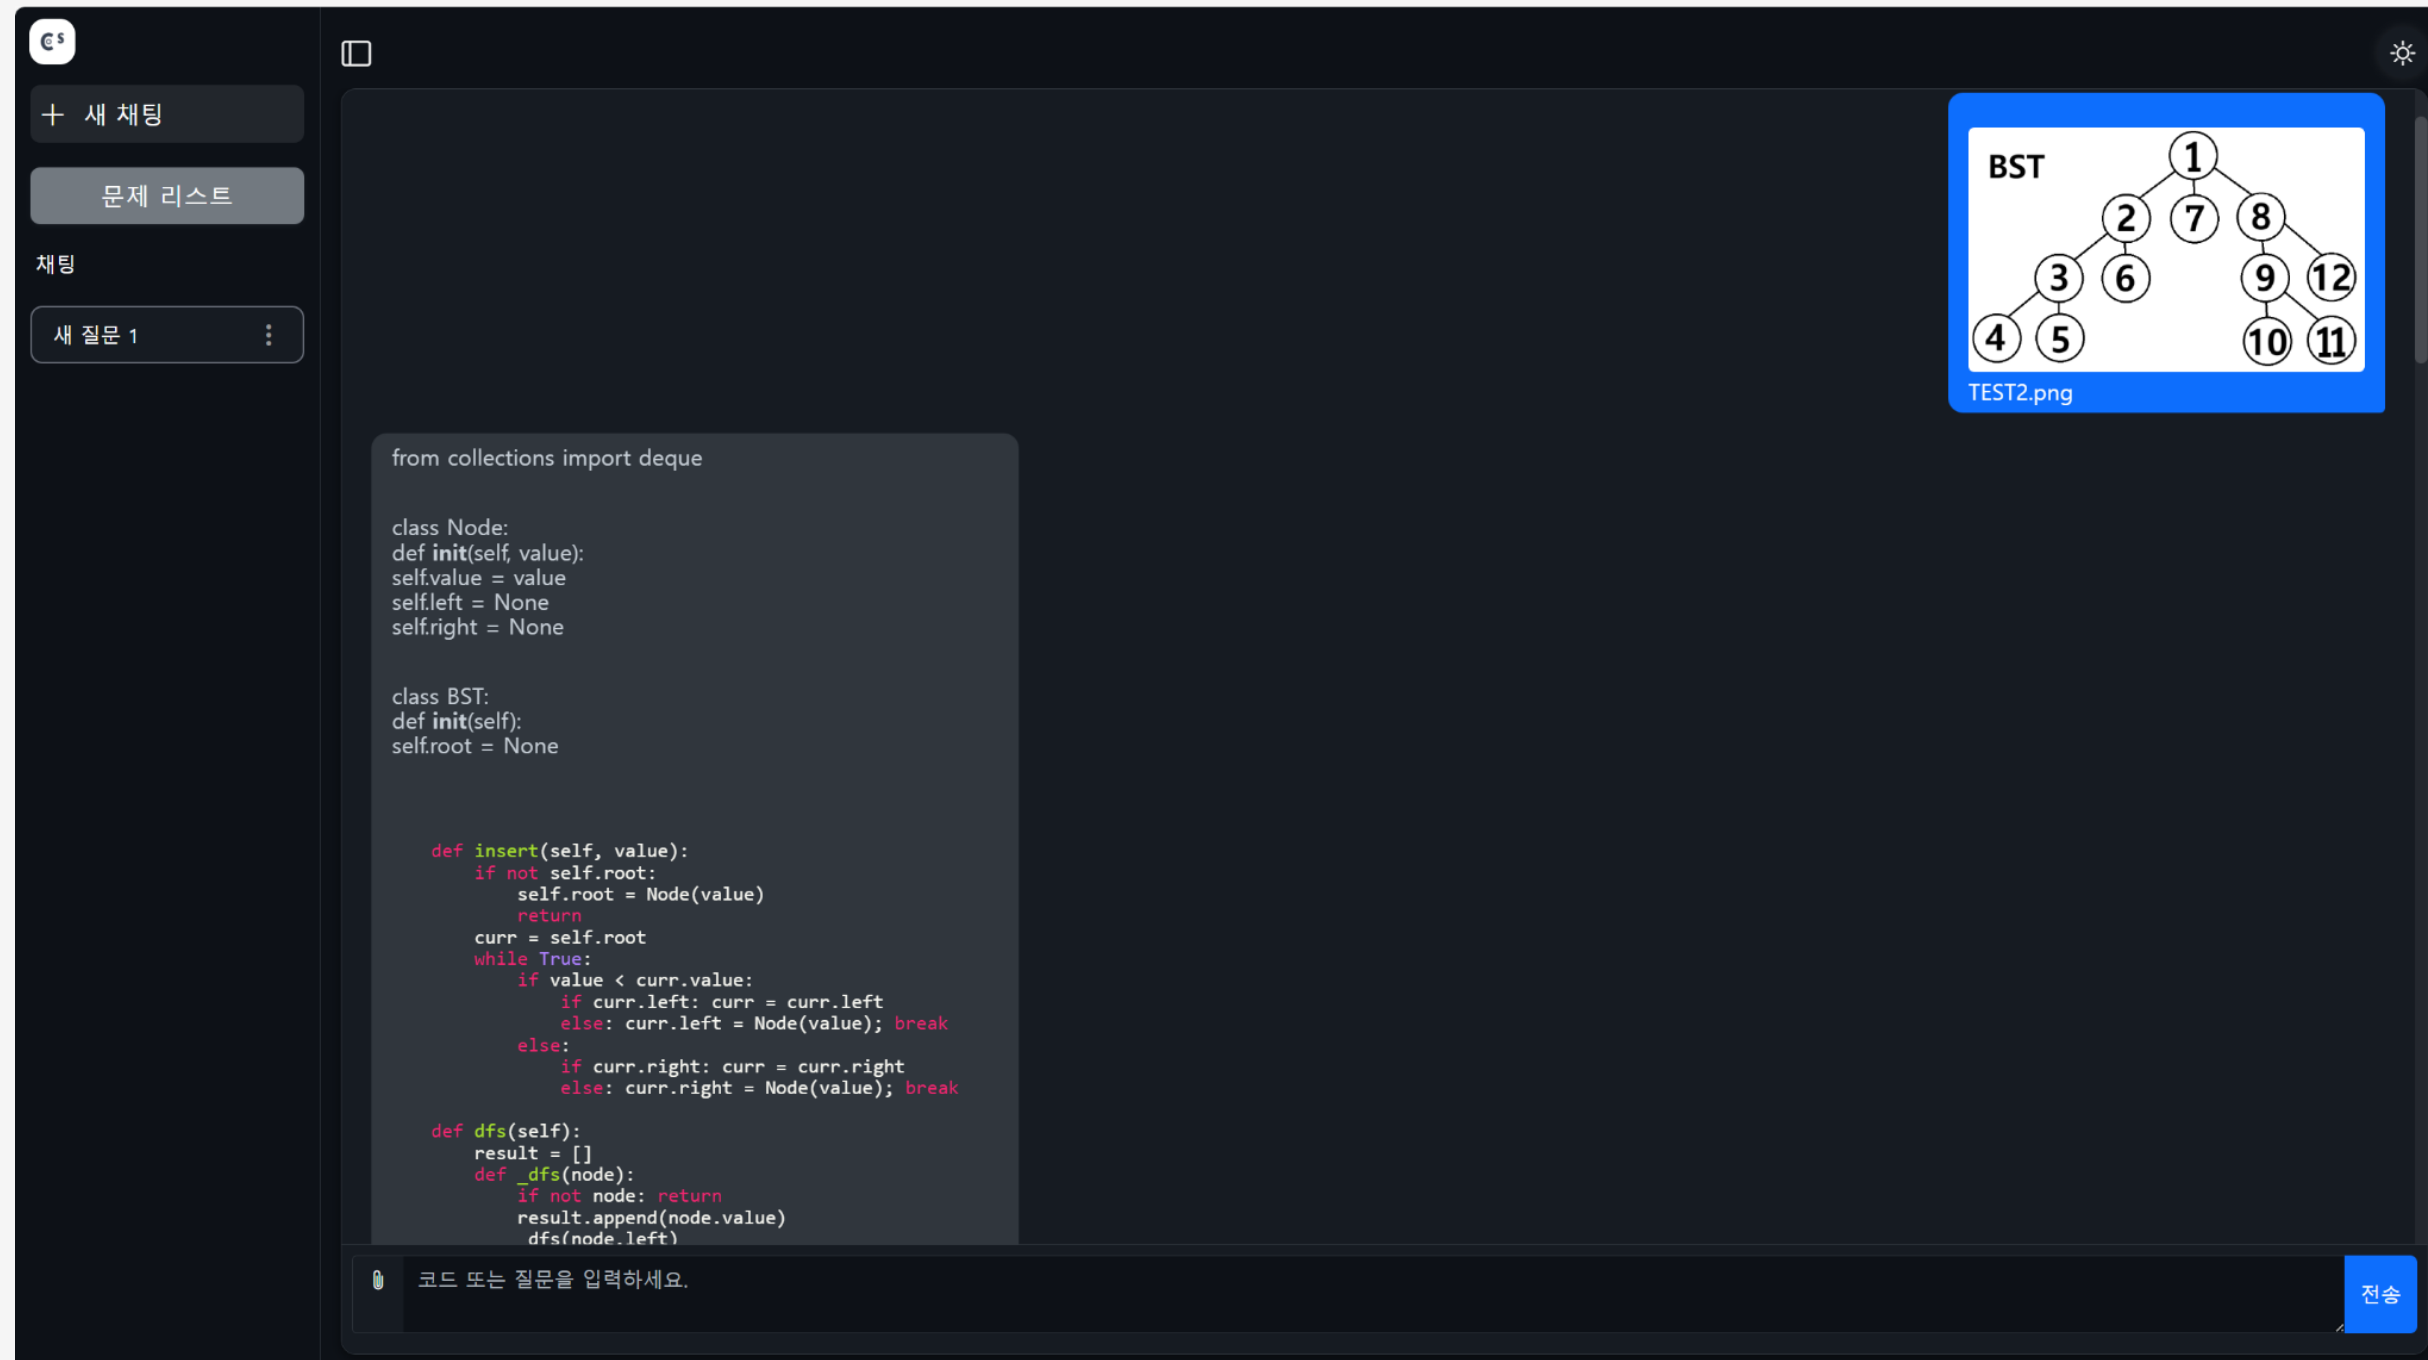 CS
새 채팅
문제 리스트
채팅
새 질문 1
BST
1
2 7 8
3 6 9 12
4 5 10 11
TEST2.png
from collections import deque
class Node:
def init(self, value):
self.value = value
self.left = None
self.right = None
class BST:
def init(self):
self.root = None
def insert(self, value):
if not self.root:
self.root = Node(value)
return
curr = self.root
while True:
if value < curr.value:
if curr.left: curr = curr.left
else: curr.left = Node(value); break
else:
if curr.right: curr = curr.right
else: curr.right = Node(value); break
def dfs(self):
result = []
def _dfs(node):
if not node: return
result.append(node.value)
dfs(node.left)
코드 또는 질문을 입력하세요.
전송